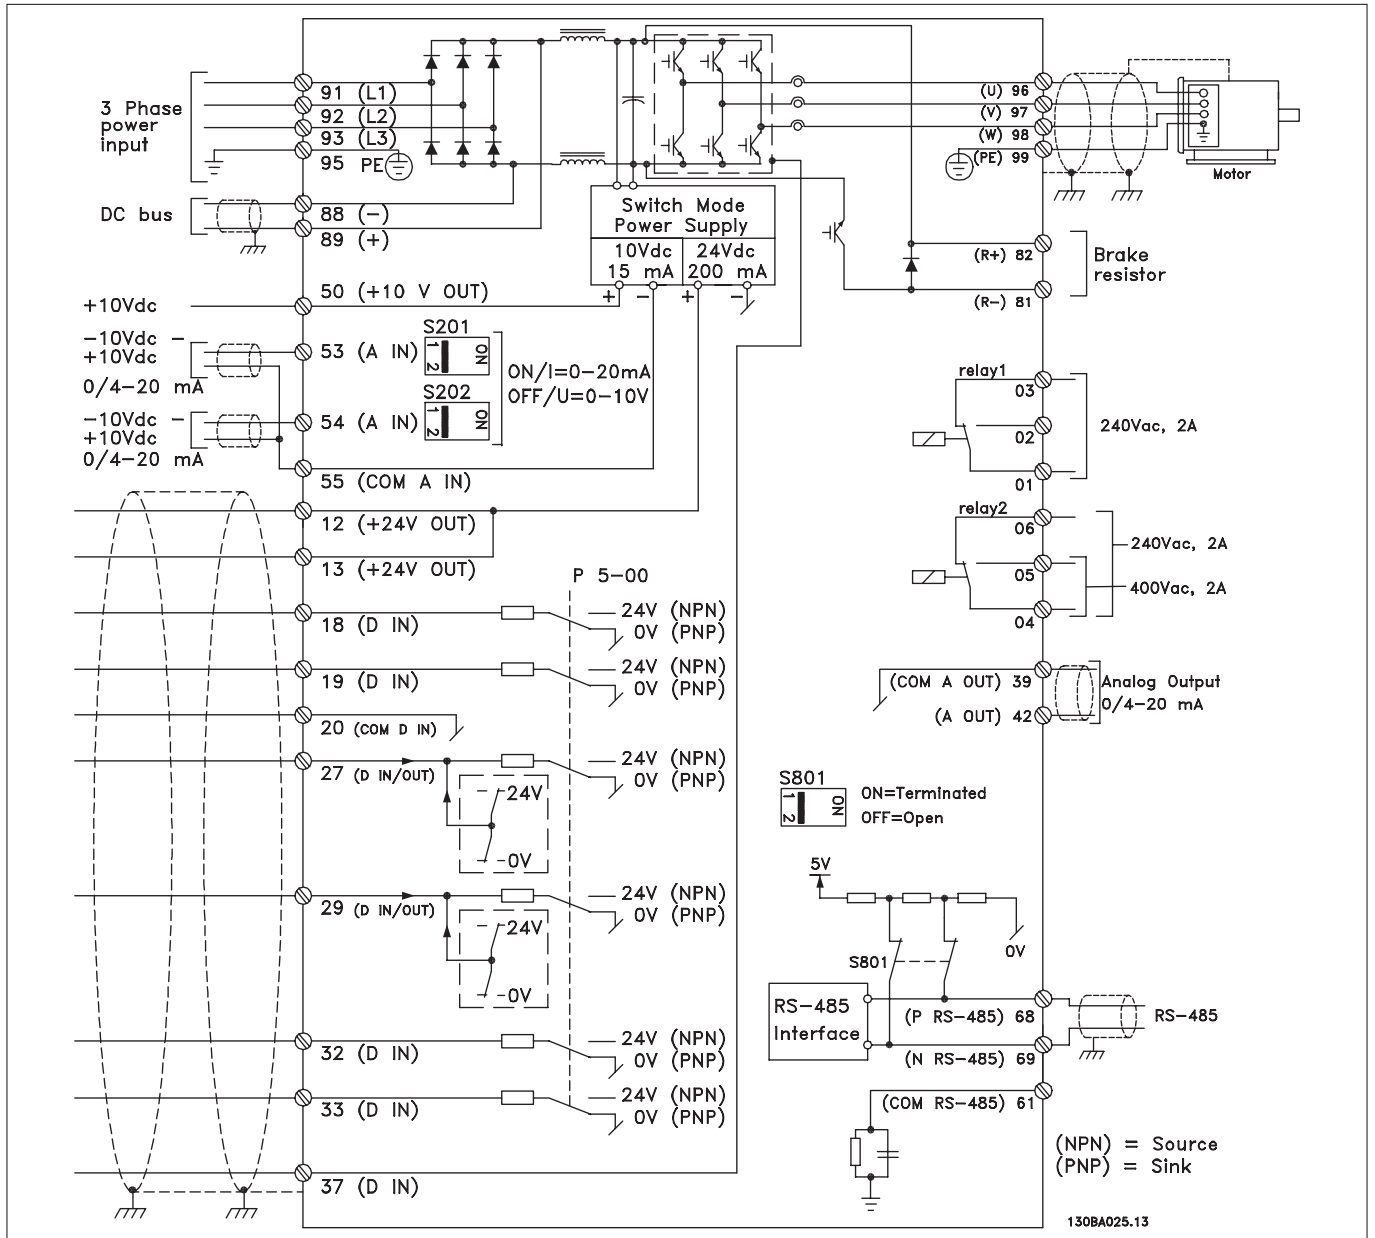 3 Phase
power
input
91 (L1)
92 (L2)
93 (L3)
95 PE
DC bus
88 (-)
89 (+)
+10Vdc
50 (+10 V OUT)
Switch Mode
Power Supply
10Vdc
15 mA
24Vdc
200 mA
+ - + -
-10Vdc -
+10Vdc
0/4-20 mA
53 (A IN)
S201
1 2 ON
-10Vdc -
+10Vdc
0/4-20 mA
54 (A IN)
S202
1 2 ON
ON/I=0-20mA
OFF/U=0-10V
55 (COM A IN)
12 (+24V OUT)
13 (+24V OUT)
P 5-00
18 (D IN)
24V (NPN)
0V (PNP)
19 (D IN)
24V (NPN)
0V (PNP)
20 (COM D IN)
27 (D IN/OUT)
24V (NPN)
0V (PNP)
24V
0V
29 (D IN/OUT)
24V (NPN)
0V (PNP)
24V
0V
32 (D IN)
24V (NPN)
0V (PNP)
33 (D IN)
24V (NPN)
0V (PNP)
37 (D IN)
(U) 96
(V) 97
(W) 98
(PE) 99
Motor
(R+) 82
(R-) 81
Brake
resistor
relay1
03
02
01
240Vac, 2A
relay2
06
05
04
240Vac, 2A
400Vac, 2A
(COM A OUT) 39
(A OUT) 42
Analog Output
0/4-20 mA
S801
1 2 ON
ON=Terminated
OFF=Open
5V
0V
S801
RS-485
Interface
(P RS-485) 68
(N RS-485) 69
RS-485
(COM RS-485) 61
(NPN) = Source
(PNP) = Sink
130BA025.13